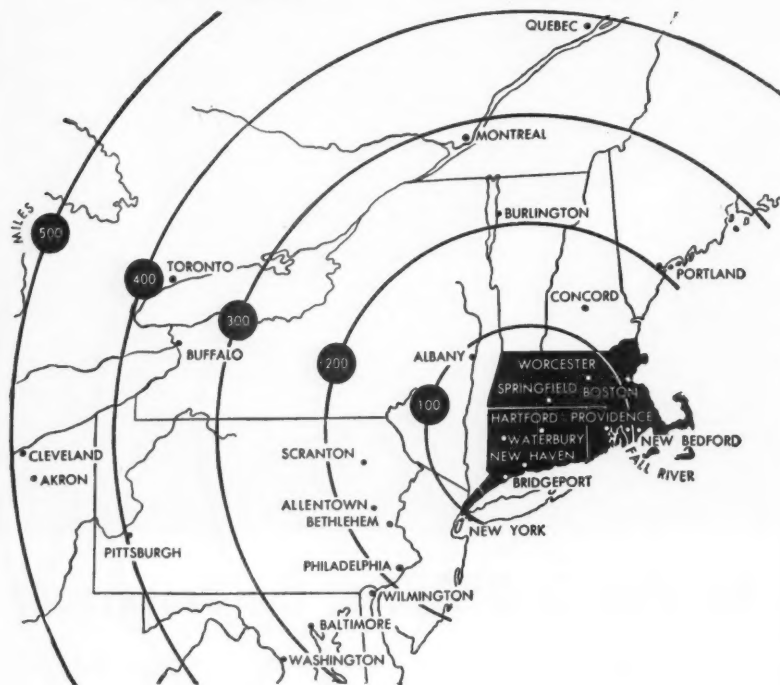 QUEBEC
MONTREAL
BURLINGTON
MILES
500
400
TORONTO
PORTLAND
CONCORD
300
BUFFALO
200
ALBANY
100
WORCESTER
SPRINGFIELD
BOSTON
HARTFORD
PROVIDENCE
WATERBURY
NEW BEDFORD
NEW HAVEN
FALL RIVER
CLEVELAND
SCRANTON
AKRON
BRIDGEPORT
ALLENTOWN
BETHLEHEM
NEW YORK
PITTSBURGH
PHILADELPHIA
WILMINGTON
BALTIMORE
WASHINGTON